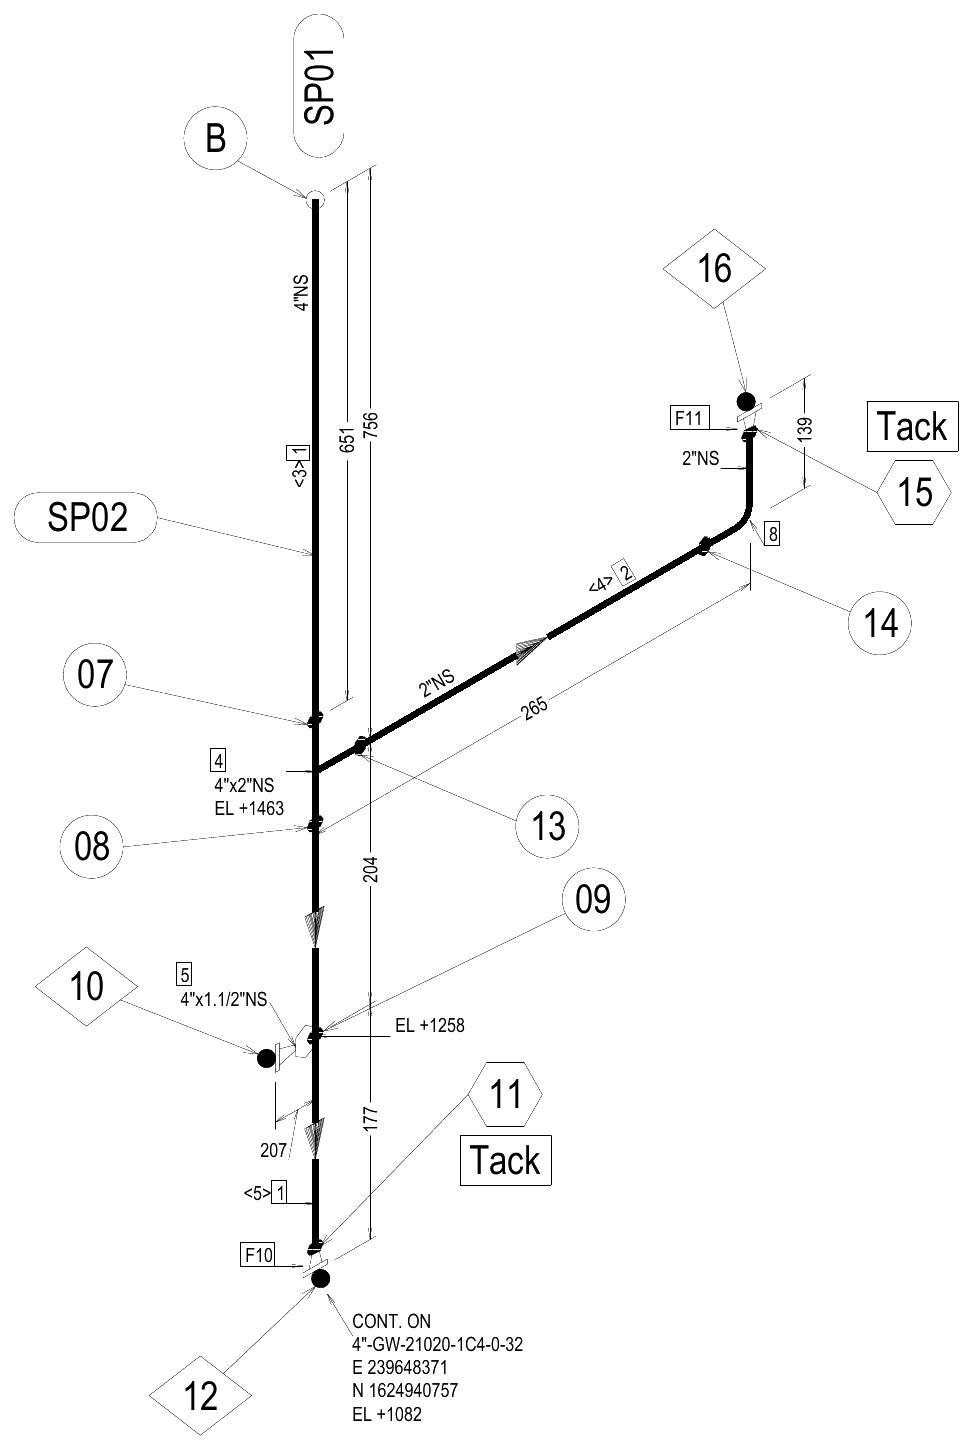 SP01
B
4"NS
16
651
756
F11
139
Tack
2"NS
15
<3> 1
SP02
8
<4> 2
14
07
2"NS
265
4
4"x2"NS
EL +1463
13
08
204
09
5
10
4"x1.1/2"NS
EL +1258
11
177
207
Tack
<5> 1
F10
CONT. ON
4"-GW-21020-1C4-0-32
E 239648371
N 1624940757
EL +1082
12